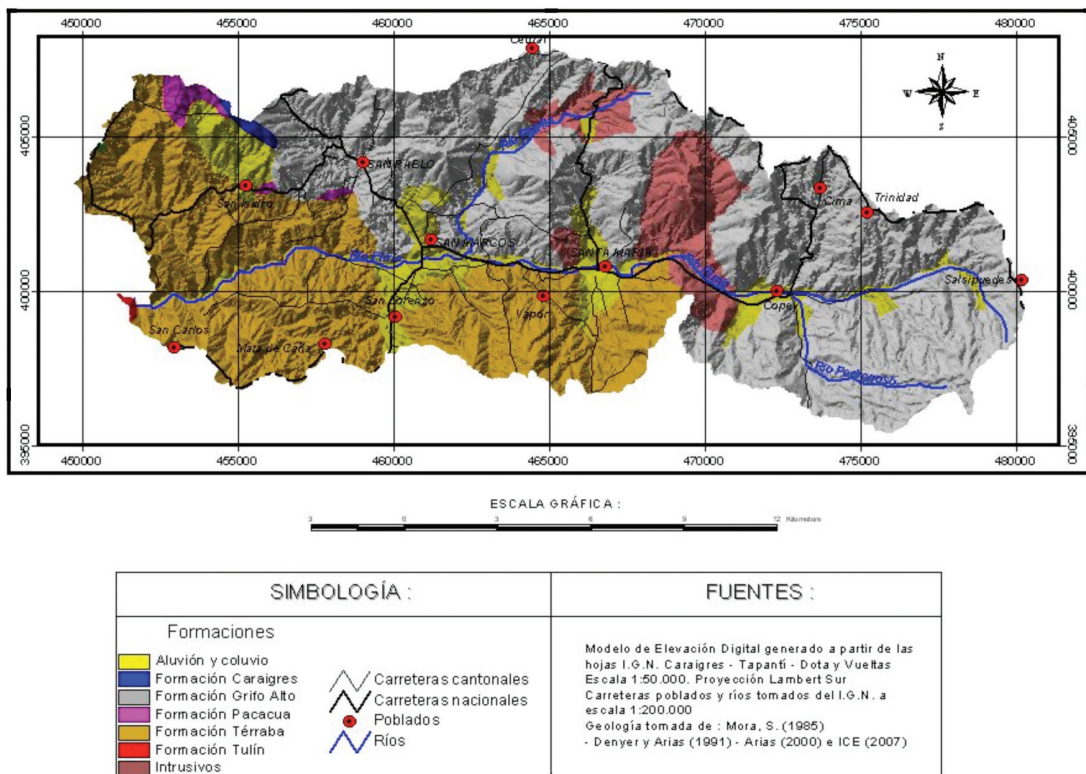 450000 455000 460000 465000 470000 475000 480000
405000
400000
395000
405000
400000
395000
N
W E
S
SAN PABLO
San Isidro
Cima
Trinidad
SAN MARCOS
SANTA MARIA
Río Pirrís
Salsipuedes
San Lorenzo
Vapor
Copey
San Carlos
Mata de Caña
Río Pedregoso
450000 455000 460000 465000 470000 475000 480000
ESCALA GRÁFICA :
3 0 3 6 9 12 Kilometers
SIMBOLOGÍA :
Formaciones
Aluvión y coluvio
Formación Caraigres
Formación Grifo Alto
Formación Pacacua
Formación Térraba
Formación Tulín
Intrusivos
Carreteras cantonales
Carreteras nacionales
Poblados
Ríos
FUENTES :
Modelo de Elevación Digital generado a partir de las
hojas I.G.N. Caraigres - Tapantí - Dota y Vueltas
Escala 1:50.000. Proyección Lambert Sur
Carreteras poblados y ríos tomados del I.G.N. a
escala 1:200.000
Geología tomada de : Mora, S. (1985)
- Denyer y Arias (1991) - Arias (2000) e ICE (2007)